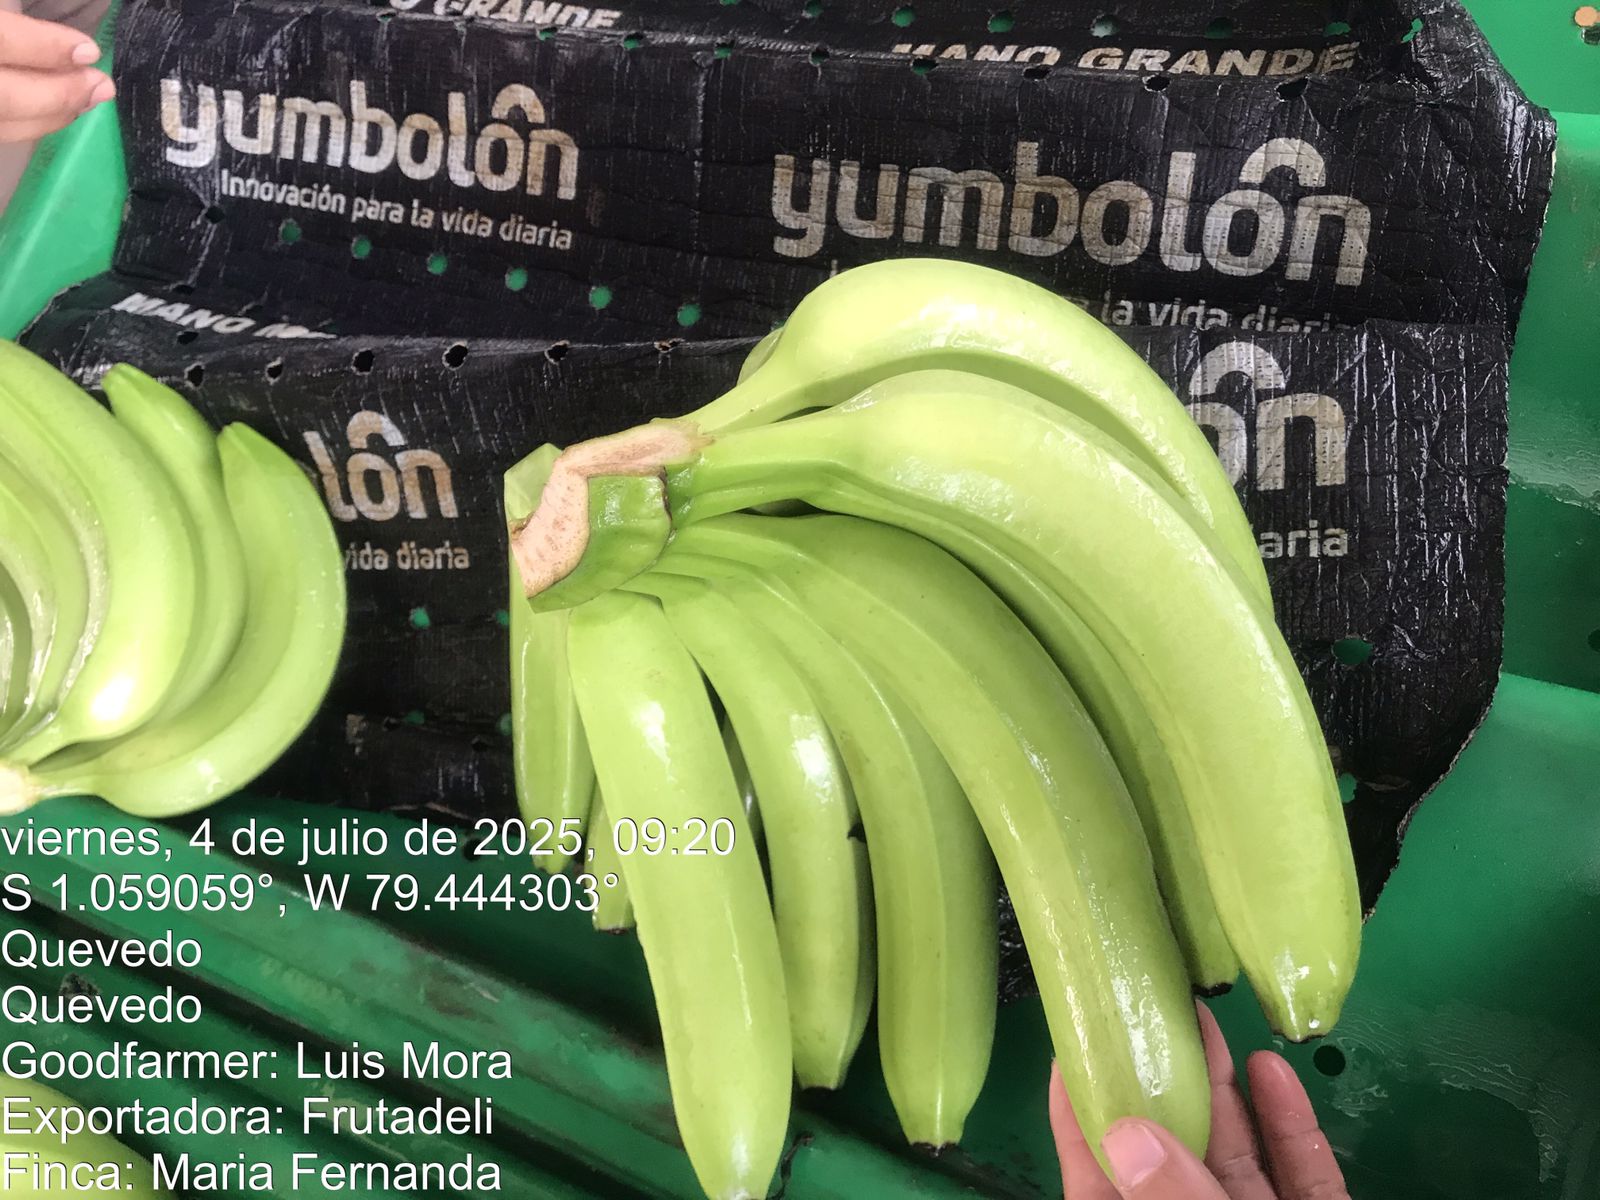 GRANDE
MANO GRANDE
yumbolón
Innovación para la vida diaria
yumbolón
la vida diaria
MANO
lón
vida diaria
ón
aria
viernes, 4 de julio de 2025, 09:20
S 1.059059°, W 79.444303°
Quevedo
Quevedo
Goodfarmer: Luis Mora
Exportadora: Frutadeli
Finca: Maria Fernanda